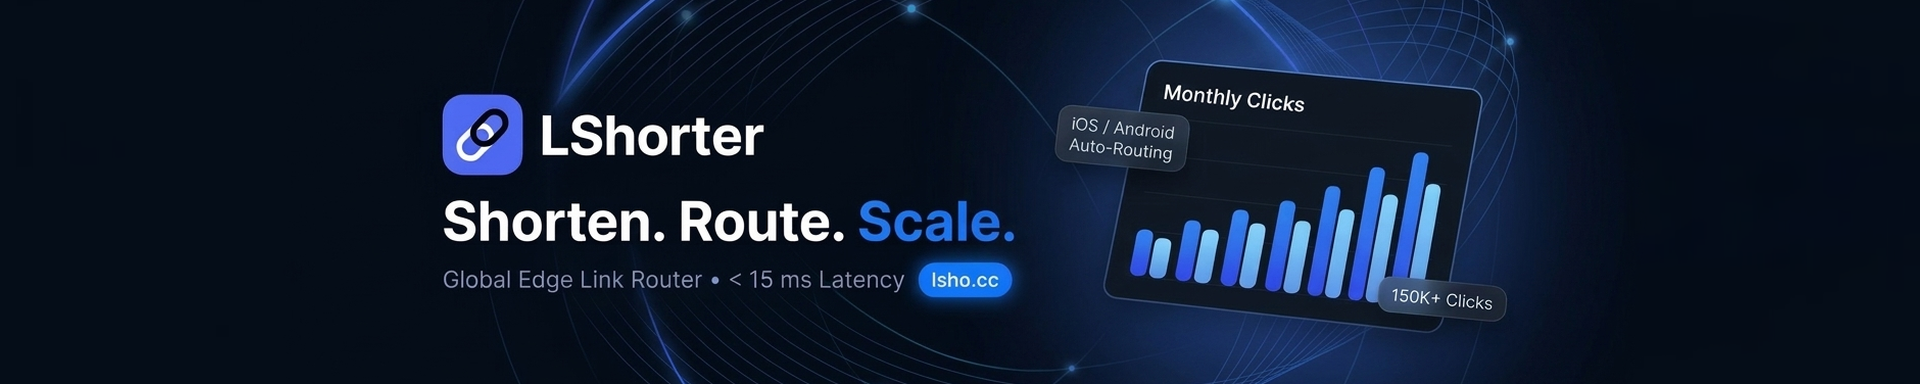 LShorter
Shorten. Route. Scale.
Global Edge Link Router • < 15 ms Latency
lsho.cc
Monthly Clicks
iOS / Android
Auto-Routing
150K+ Clicks